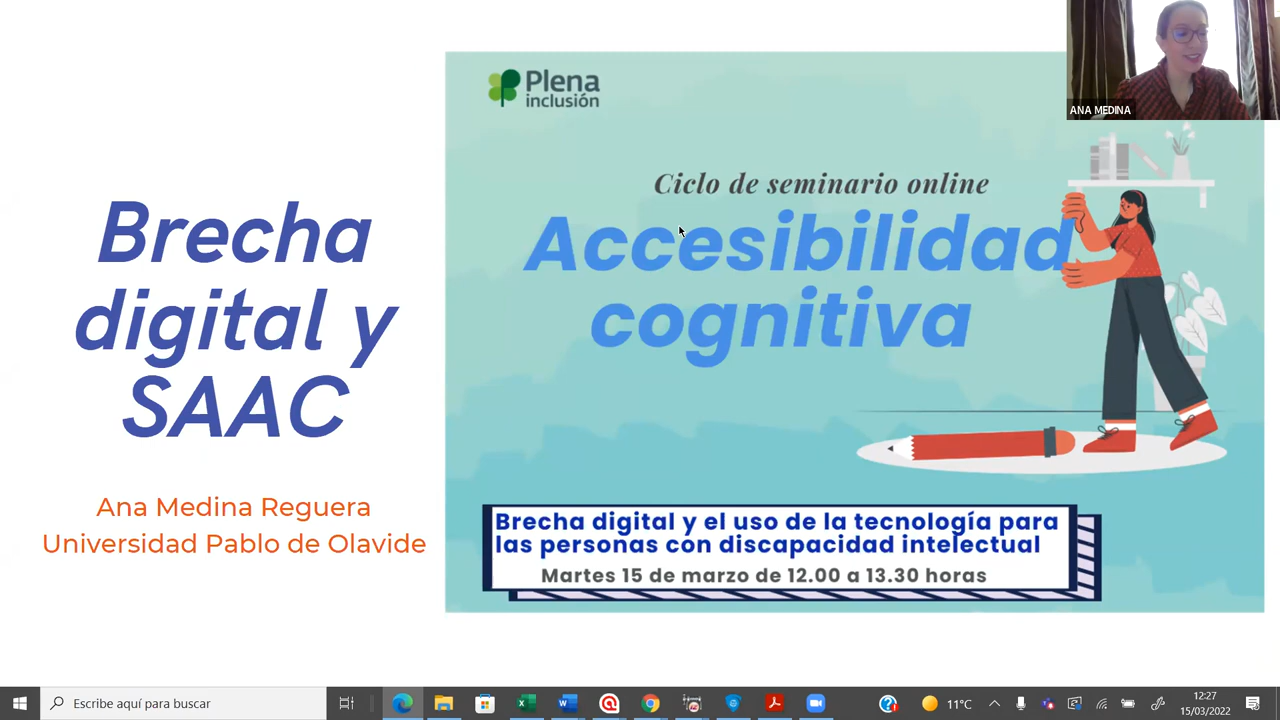 Brecha
digital y
SAAC
Ana Medina Reguera
Universidad Pablo de Olavide
Plena
inclusión
Ciclo de seminario online
Accesibilidad
cognitiva
Brecha digital y el uso de la tecnología para
las personas con discapacidad intelectual
Martes 15 de marzo de 12.00 a 13.30 horas
ANA MEDINA
Escribe aquí para buscar
11°C
12:27
15/03/2022